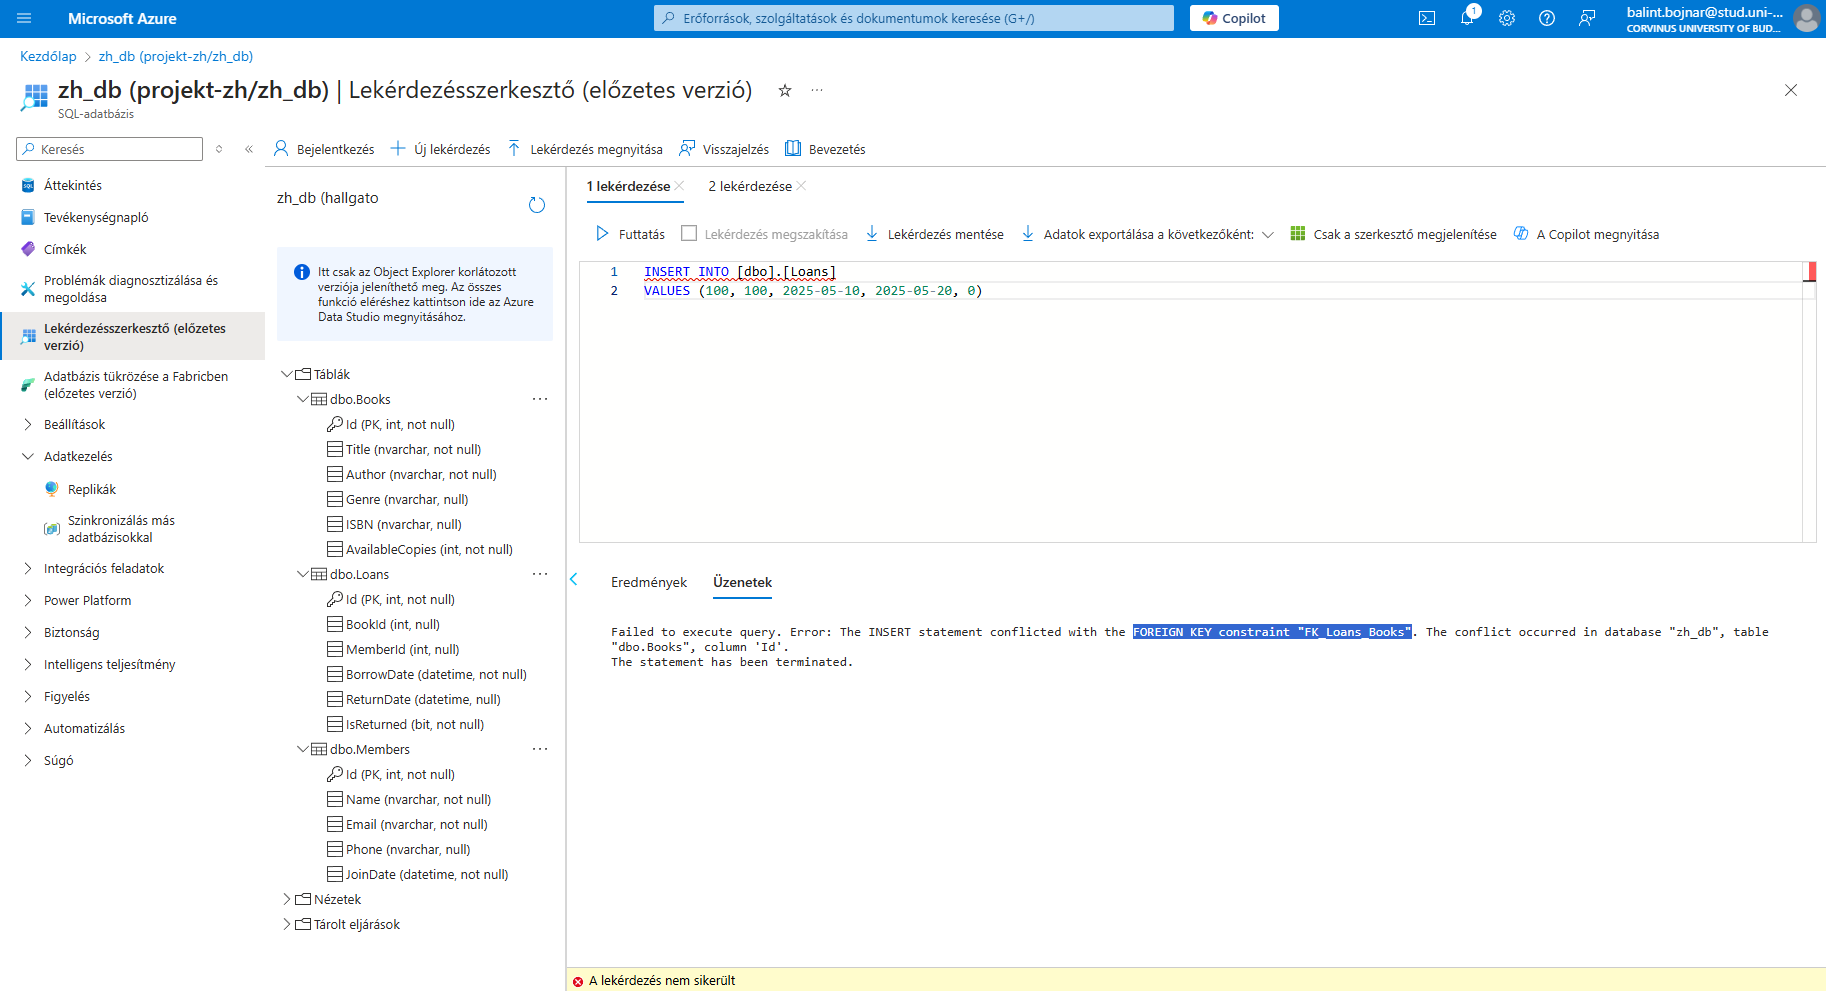 Microsoft Azure
Erőforrások, szolgáltatások és dokumentumok keresése (G+/)
Copilot
1
balint.bojnar@stud.uni-...
CORVINUS UNIVERSITY OF BUD...
Kezdőlap > zh_db (projekt-zh/zh_db)
zh_db (projekt-zh/zh_db) | Lekérdezésszerkesztő (előzetes verzió)
SQL-adatbázis
Keresés
Áttekintés
Tevékenységnapló
Címkék
Problémák diagnosztizálása és
megoldása
Lekérdezésszerkesztő (előzetes
verzió)
Adatbázis tükrözése a Fabricben
(előzetes verzió)
Beállítások
Adatkezelés
Replikák
Szinkronizálás más
adatbázisokkal
Integrációs feladatok
Power Platform
Biztonság
Intelligens teljesítmény
Figyelés
Automatizálás
Súgó
Bejelentkezés
Új lekérdezés
Lekérdezés megnyitása
Visszajelzés
Bevezetés
zh_db (hallgato
Itt csak az Object Explorer korlátozott
verziója jeleníthető meg. Az összes
funkció eléréshez kattintson ide az Azure
Data Studio megnyitásához.
Táblák
dbo.Books
Id (PK, int, not null)
Title (nvarchar, not null)
Author (nvarchar, not null)
Genre (nvarchar, null)
ISBN (nvarchar, null)
AvailableCopies (int, not null)
dbo.Loans
Id (PK, int, not null)
BookId (int, null)
MemberId (int, null)
BorrowDate (datetime, not null)
ReturnDate (datetime, null)
IsReturned (bit, not null)
dbo.Members
Id (PK, int, not null)
Name (nvarchar, not null)
Email (nvarchar, not null)
Phone (nvarchar, null)
JoinDate (datetime, not null)
Nézetek
Tárolt eljárások
1 lekérdezése
2 lekérdezése
Futtatás
Lekérdezés megszakítása
Lekérdezés mentése
Adatok exportálása a következőként:
Csak a szerkesztő megjelenítése
A Copilot megnyitása
1 INSERT INTO [dbo].[Loans]
2 VALUES (100, 100, 2025-05-10, 2025-05-20, 0)
Eredmények
Üzenetek
Failed to execute query. Error: The INSERT statement conflicted with the FOREIGN KEY constraint "FK_Loans_Books". The conflict occurred in database "zh_db", table
"dbo.Books", column 'Id'.
The statement has been terminated.
A lekérdezés nem sikerült